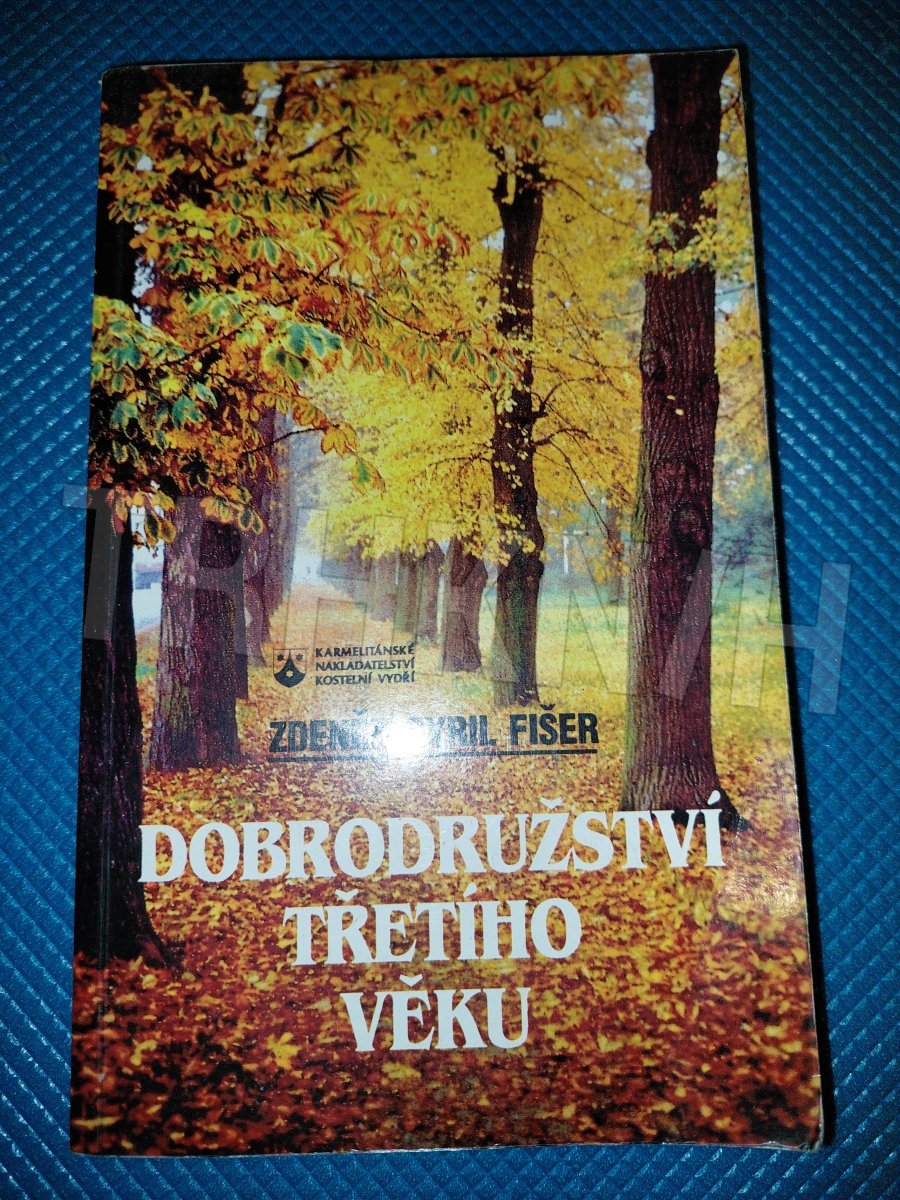 KARMELITÁNSKÉ
NAKLADATELSTVÍ
KOSTELNÍ VYDŘÍ
FIŠER
DOBRODRUŽSTVÍ
TŘETÍHO
VĚKU